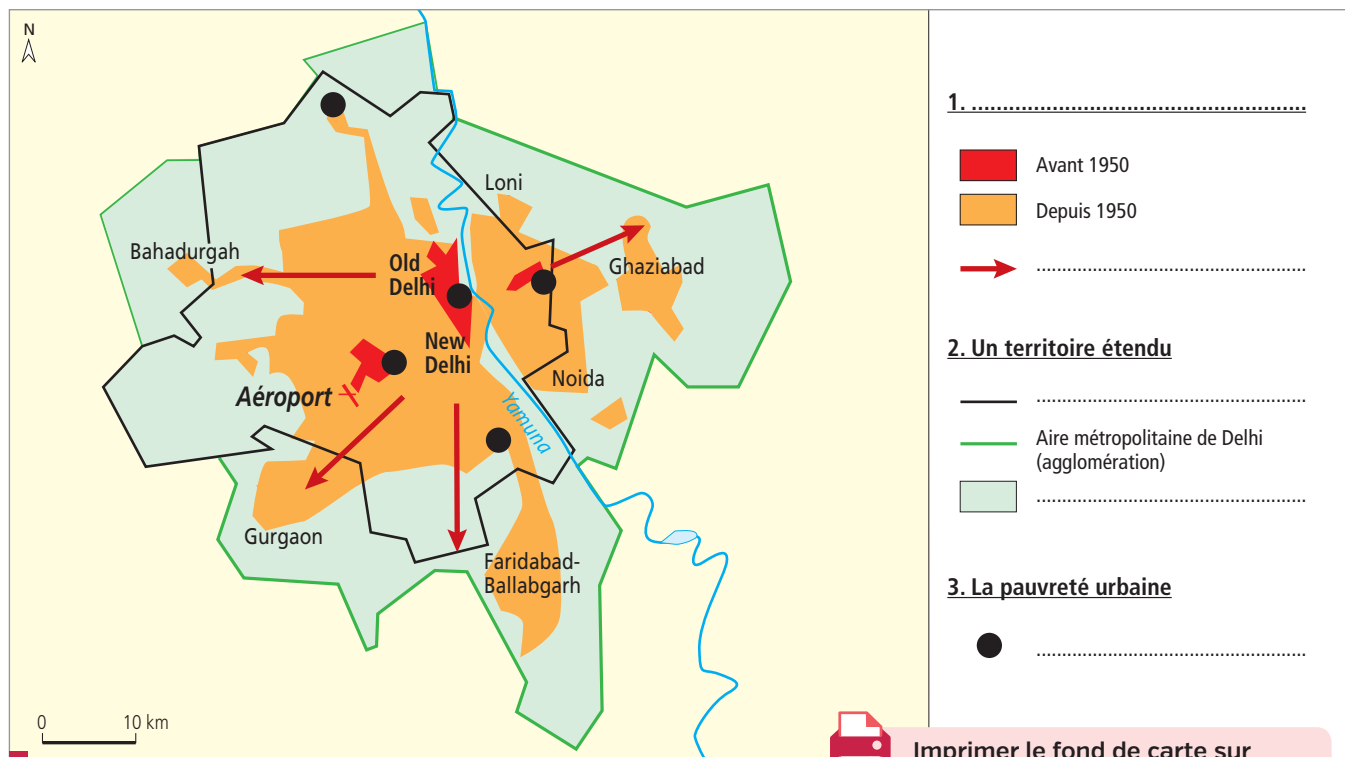 N
Bahadurgah
Loni
Old
Delhi
Ghaziabad
New
Delhi
Noida
Aéroport
Yamuna
Gurgaon
Faridabad-
Ballabgarh
0 10 km
1. ........................................................
Avant 1950
Depuis 1950
.............................................
2. Un territoire étendu
.............................................
Aire métropolitaine de Delhi
(agglomération)
.............................................
3. La pauvreté urbaine
.............................................
Imprimer le fond de carte sur